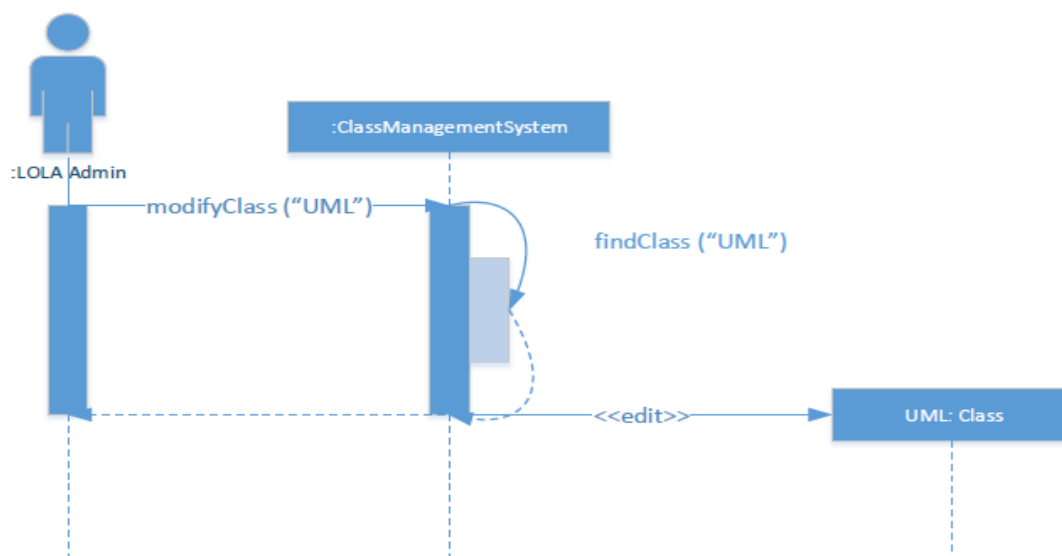 :ClassManagementSystem
:LOLA Admin
modifyClass (“UML”)
findClass (“UML”)
<<edit>>
UML: Class